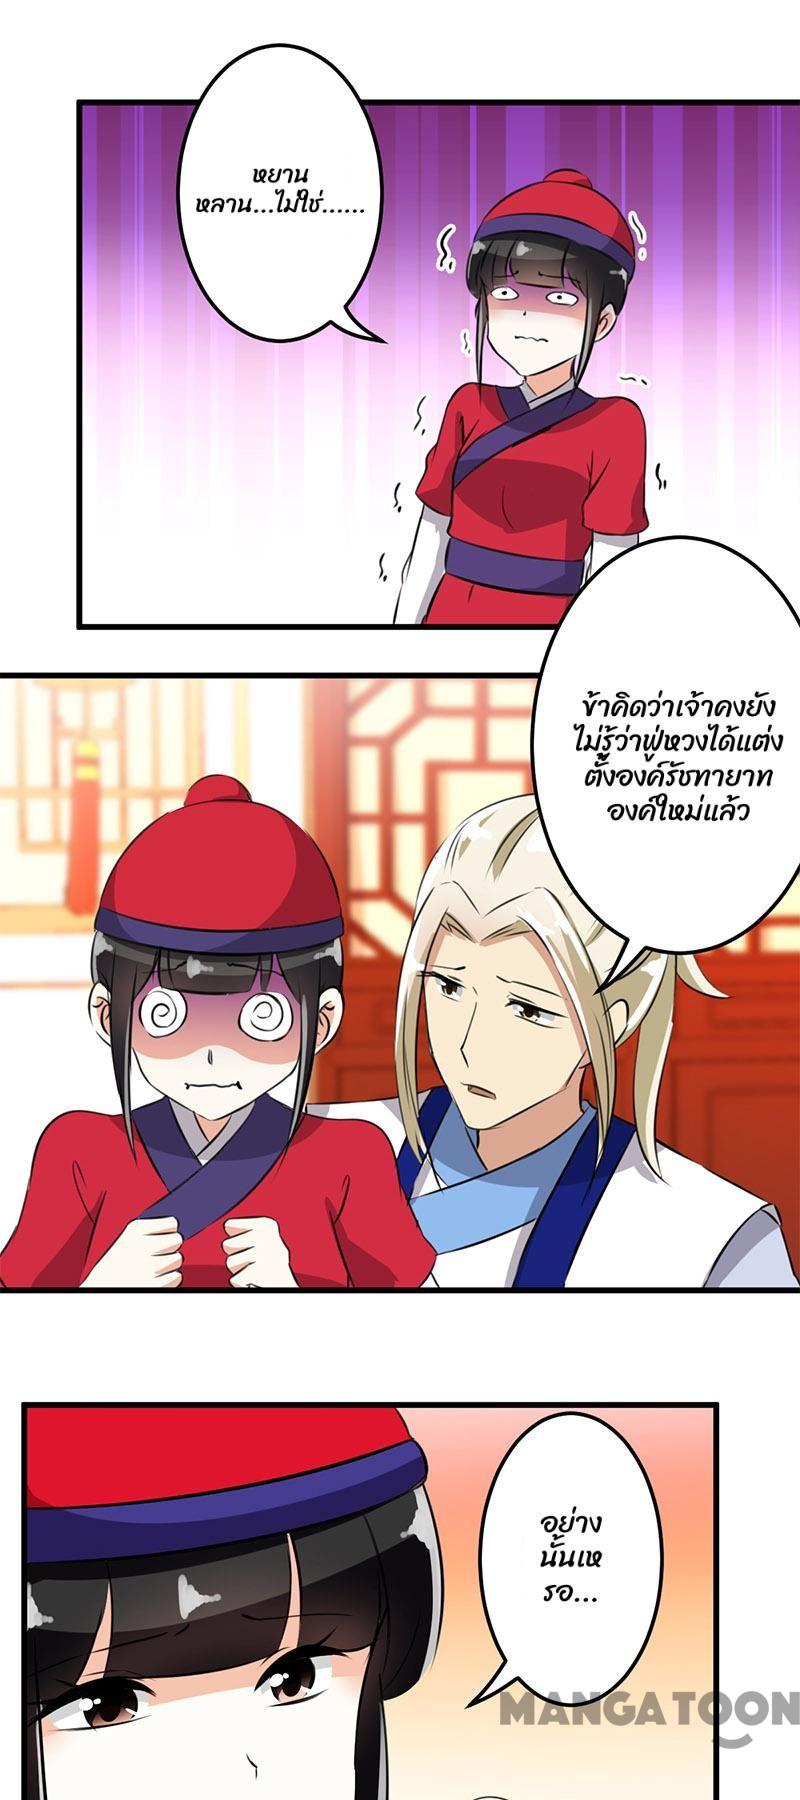 หยาน
หลาน...ไม่ใช่......
ข้าคิดว่าเจ้าคงยัง
ไม่รู้ว่าฟู่หวงได้แต่ง
ตั้งองค์รัชทายาท
องค์ใหม่แล้ว
อย่าง
นั้นเห
รอ...
MANGATOON